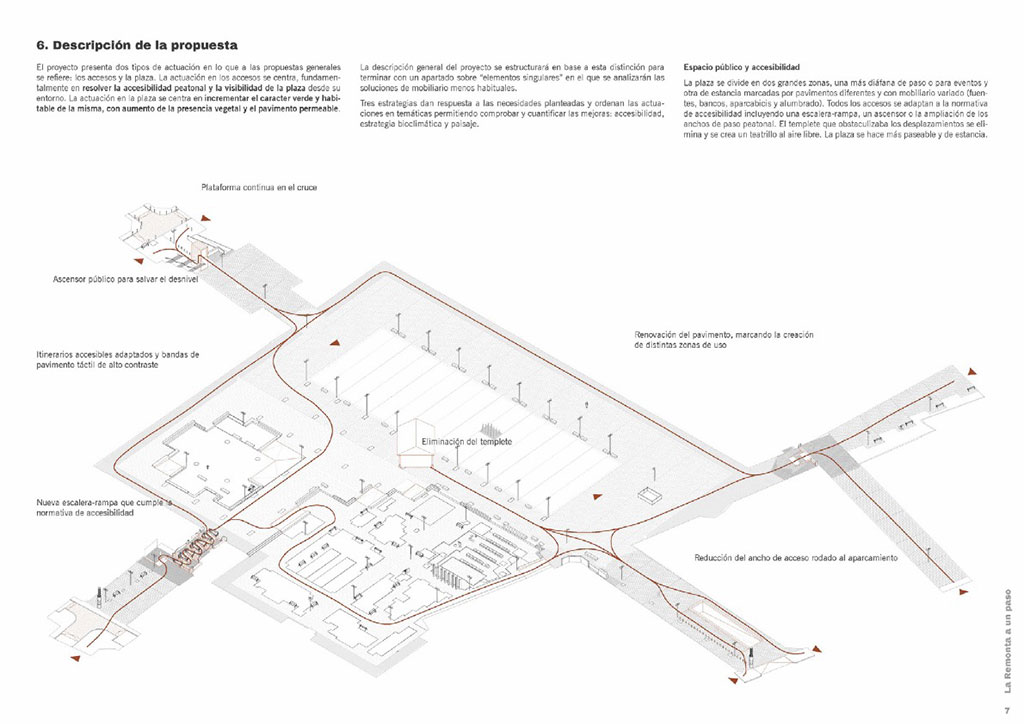 6. Descripción de la propuesta
El proyecto presenta dos tipos de actuación en lo que a las propuestas generales
se refiere: los accesos y la plaza. La actuación en los accesos se centra, fundamen-
talmente en resolver la accesibilidad peatonal y la visibilidad de la plaza desde su
entorno. La actuación en la plaza se centra en incrementar el caracter verde y habi-
table de la misma, con aumento de la presencia vegetal y el pavimento permeable.
La descripción general del proyecto se estructurará en base a esta distinción para
terminar con un apartado sobre "elementos singulares" en el que se analizarán las
soluciones de mobiliario menos habituales.
Tres estrategias dan respuesta a las necesidades planteadas y ordenan las actua-
ciones en temáticas permitiendo comprobar y cuantificar las mejoras: accesibilidad,
estrategia bioclimática y paisaje.
Espacio público y accesibilidad
La plaza se divide en dos grandes zonas, una más diáfana de paso o para eventos y
otra de estancia marcadas por pavimentos diferentes y con mobiliario variado (fuen-
tes, bancos, aparcabicis y alumbrado). Todos los accesos se adaptan a la normativa
de accesibilidad incluyendo una escalera-rampa, un ascensor o la ampliación de los
anchos de paso peatonal. El templete que obstaculizaba los desplazamientos se eli-
mina y se crea un teatrillo al aire libre. La plaza se hace más paseable y de estancia.
Plataforma continua en el cruce
Ascensor público para salvar el desnivel
Renovación del pavimento, marcando la creación
de distintas zonas de uso
Itinerarios accesibles adaptados y bandas de
pavimento táctil de alto contraste
Eliminación del templete
Nueva escalera-rampa que cumple la
normativa de accesibilidad
Reducción del ancho de acceso rodado al aparcamiento
La Remonta a un paso
7